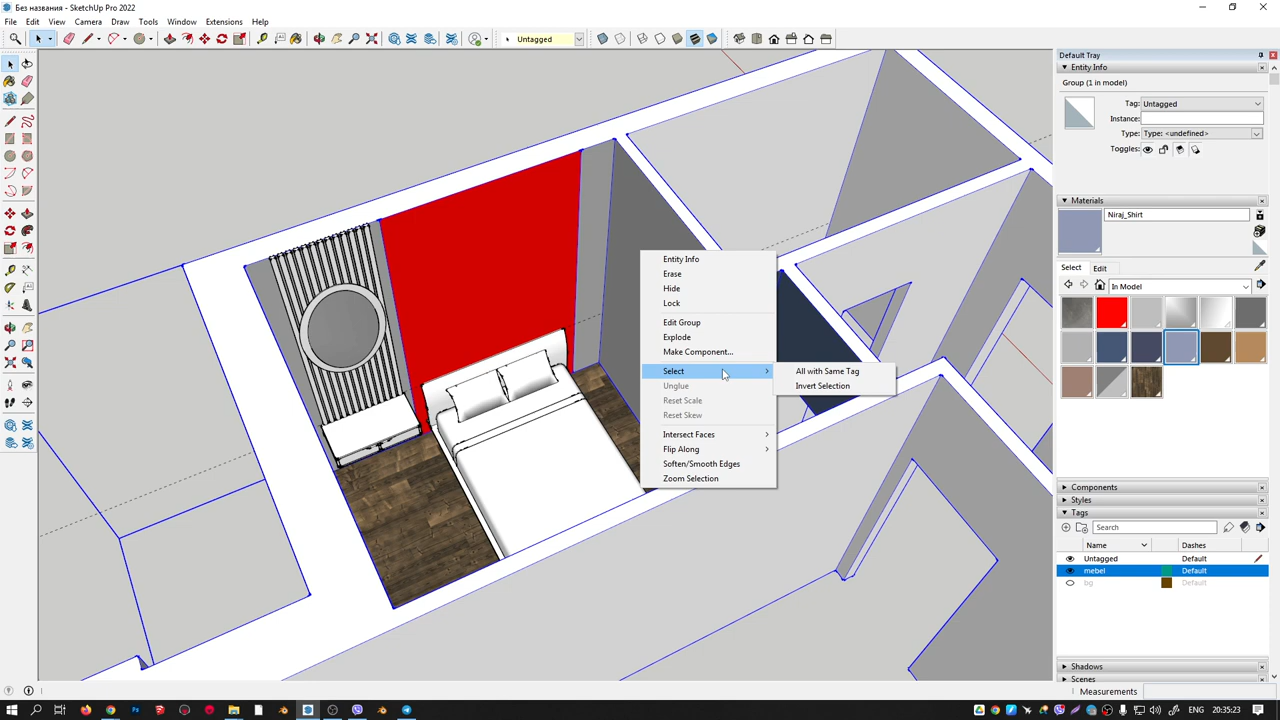 Без названия - SketchUp Pro 2022
File Edit View Camera Draw Tools Window Extensions Help
Untagged
Default Tray
Entity Info
Group (1 in model)
Tag: Untagged
Instance:
Type: Type: <undefined>
Toggles:
Materials
Niraj_Shirt
Select Edit
In Model
Entity Info
Erase
Hide
Lock
Edit Group
Explode
Make Component...
Select
All with Same Tag
Unglue
Invert Selection
Reset Scale
Reset Skew
Intersect Faces
Flip Along
Soften/Smooth Edges
Zoom Selection
Components
Styles
Tags
Search
Name Dashes
Untagged Default
mebel Default
bg Default
Shadows
Scenes
Measurements
ENG 20:35:23